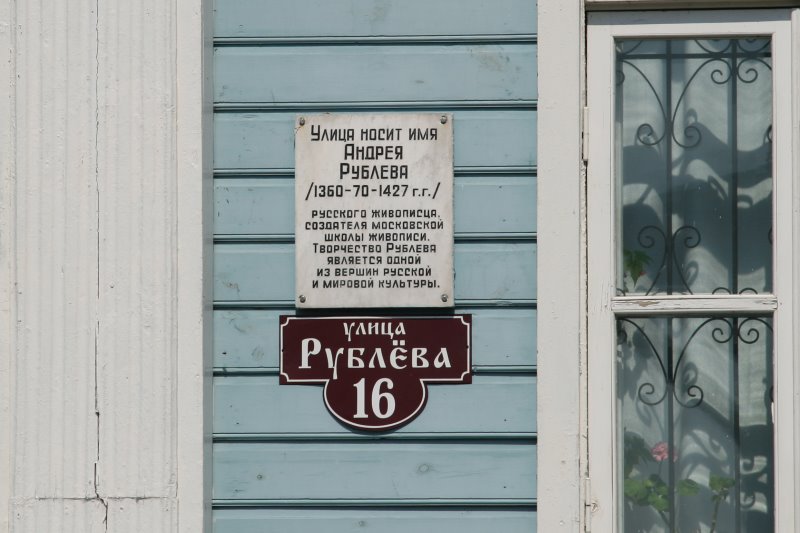 Улица носит имя
Андрея
Рублева
/1360-70-1427 г.г./
русского живописца,
создателя московской
школы живописи.
Творчество Рублева
является одной
из вершин русской
и мировой культуры.
улица
Рублёва
16